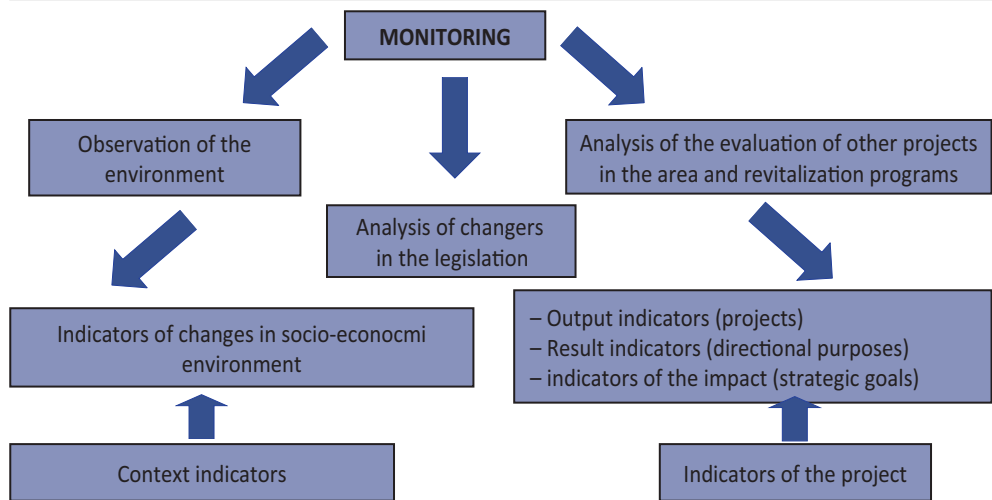 MONITORING
Observation of the
environment
Analysis of changers
in the legislation
Analysis of the evaluation of other projects
in the area and revitalization programs
Indicators of changes in socio-econocmi
environment
– Output indicators (projects)
– Result indicators (directional purposes)
– indicators of the impact (strategic goals)
Context indicators
Indicators of the project